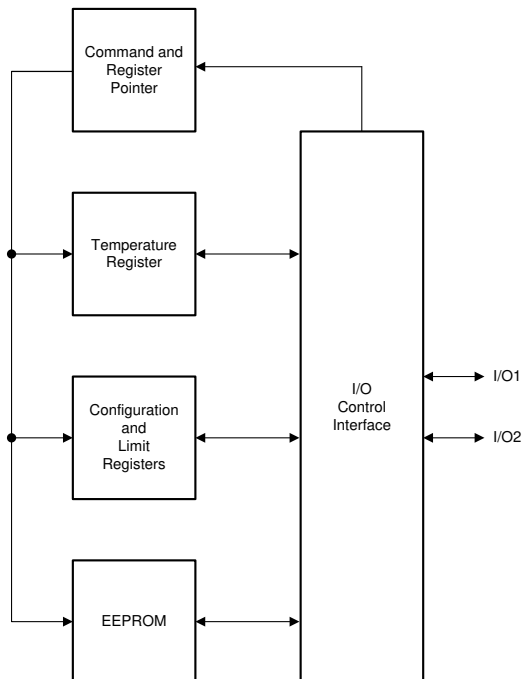 Command and
Register
Pointer
Temperature
Register
Configuration
and
Limit
Registers
EEPROM
I/O
Control
Interface
I/O1
I/O2